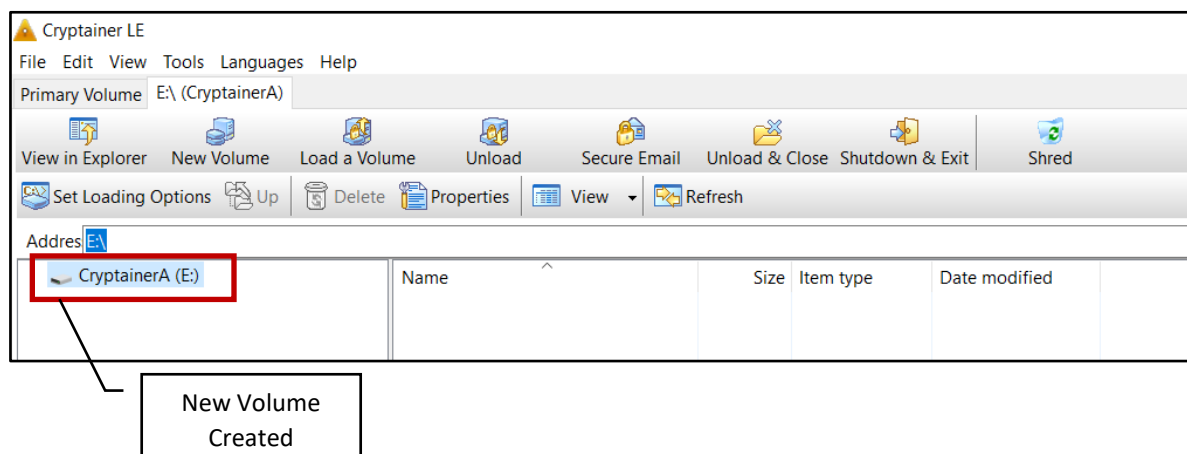 Cryptainer LE
File Edit View Tools Languages Help
Primary Volume E:\ (CryptainerA)
View in Explorer New Volume Load a Volume Unload Secure Email Unload & Close Shutdown & Exit Shred
Set Loading Options Up Delete Properties View Refresh
Addres E:\
CryptainerA (E:) Name Size Item type Date modified
New Volume
Created